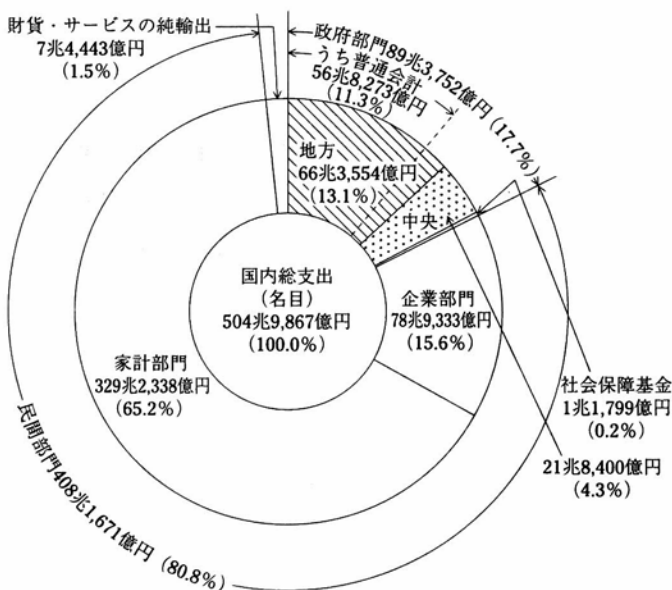 財貨・サービスの純輸出
7兆4,443億円
(1.5%)
政府部門89兆3,752億円 (17.7%)
うち普通会計
56兆8,273億円
(11.3%)
地方
66兆3,554億円
(13.1%)
中央
国内総支出
(名目)
504兆9,867億円
(100.0%)
企業部門
78兆9,333億円
(15.6%)
家計部門
329兆2,338億円
(65.2%)
社会保障基金
1兆1,799億円
(0.2%)
21兆8,400億円
(4.3%)
民間部門408兆1,671億円 (80.8%)